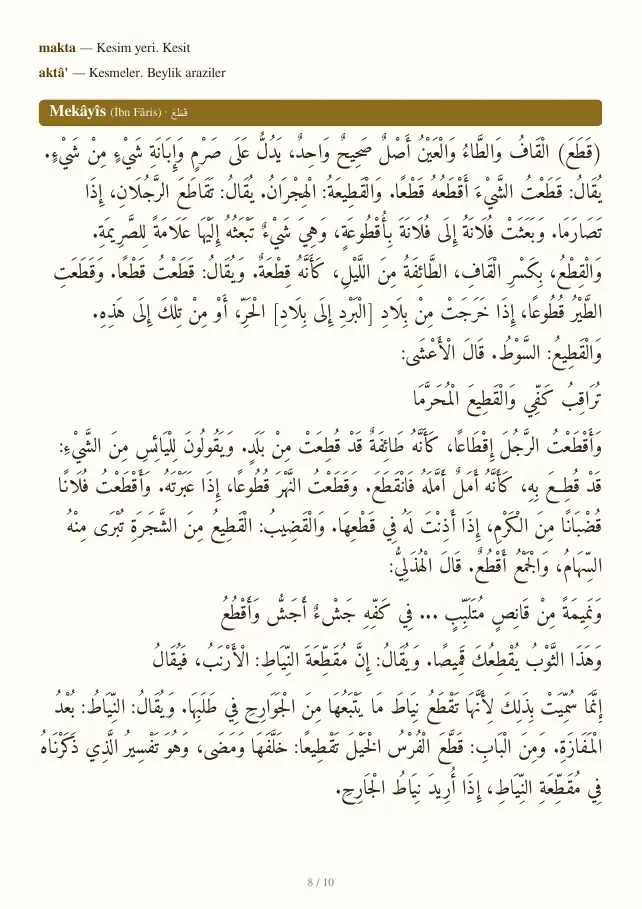 makta — Kesim yeri. Kesit
aktâ' — Kesmeler. Beylik araziler
Mekâyîs (İbn Fâris) · قَطَعَ
(قَطَعَ) الْقَافُ وَالطَّاءُ وَالْعَيْنُ أَصْلٌ صَحِيحٌ وَاحِدٌ، يَدُلُّ عَلَى صَرْمٍ وَإِبَانَةِ شَيْءٍ مِنْ شَيْءٍ.
يُقَالُ: قَطَعْتُ الشَّيْءَ أَقْطَعُهُ قَطْعًا. وَالْقَطِيعَةُ: الْهِجْرَانُ. يُقَالُ: تَقَاطَعَ الرَّجُلَانِ، إِذَا
تَصَارَمَا. وَبَعَثَتْ فُلَانَةُ إِلَى فُلَانَةَ بِأُقْطُوعَةٍ، وَهِيَ شَيْءٌ تَبْعَثُهُ إِلَيْهَا عَلَامَةً لِلصَّرِيمَةِ.
وَالْقِطْعُ، بِكَسْرِ الْقَافِ، الطَّائِفَةُ مِنَ اللَّيْلِ، كَأَنَّهُ قِطْعَةٌ. وَيُقَالُ: قَطَعْتُ قَطْعًا. وَقَطَعَتِ
الطَّيْرُ قُطُوعًا، إِذَا خَرَجَتْ مِنْ بِلَادِ [الْبَرْدِ إِلَى بِلَادِ] الْحَرِّ، أَوْ مِنْ تِلْكَ إِلَى هَذِهِ.
وَالْقَطِيعُ: السَّوْطُ. قَالَ الْأَعْشَى:
تُرَاقِبُ كَفِّي وَالْقَطِيعَ الْمُحَرَّمَا
وَأَقْطَعْتُ الرَّجُلَ إِقْطَاعًا، كَأَنَّهُ طَائِفَةٌ قَدْ قُطِعَتْ مِنْ بَلَدٍ. وَيَقُولُونَ لِلْيَائِسِ مِنَ الشَّيْءِ:
قَدْ قُطِعَ بِهِ، كَأَنَّهُ أَمَلٌ أَمَّلَهُ فَانْقَطَعَ. وَقَطَعْتُ النَّهْرَ قُطُوعًا، إِذَا عَبَرْتَهُ. وَأَقْطَعْتُ فُلَانًا
قُضْبَانًا مِنَ الْكَرْمِ، إِذَا أَذِنْتَ لَهُ فِي قَطْعِهَا. وَالْقَضِيبُ: الْقَطِيعُ مِنَ الشَّجَرَةِ تُبْرَى مِنْهُ
السِّهَامُ، وَالْجَمْعُ أَقْطُعٌ. قَالَ الْهُذَلِيُّ:
وَنَمِيمَةً مِنْ قَانِصٍ مُتَلَبِّبٍ ... فِي كَفِّهِ جَشْءٌ أَجَشُّ وَأَقْطُعُ
وَهَذَا الثَّوْبُ يُقْطِعُكَ قَمِيصًا. وَيُقَالُ: إِنَّ مُقَطِّعَةَ النِّيَاطِ: الْأَرْنَبُ، فَيُقَالُ
إِنَّمَا سُمِّيَتْ بِذَلِكَ لِأَنَّهَا تَقْطَعُ نِيَاطَ مَا يَتْبَعُهَا مِنَ الْجَوَارِحِ فِي طَلَبِهَا. وَيُقَالُ: النِّيَاطُ: بُعْدُ
الْمَفَازَةِ. وَمِنَ الْبَابِ: قَطَّعَ الْفَرَسُ الْخَيْلَ تَقْطِيعًا: خَلَّفَهَا وَمَضَى، وَهُوَ تَفْسِيرُ الَّذِي ذَكَرْنَاهُ
فِي مُقَطِّعَةِ النِّيَاطِ، إِذَا أُرِيدَ نِيَاطُ الْجَارِحِ.
8 / 10